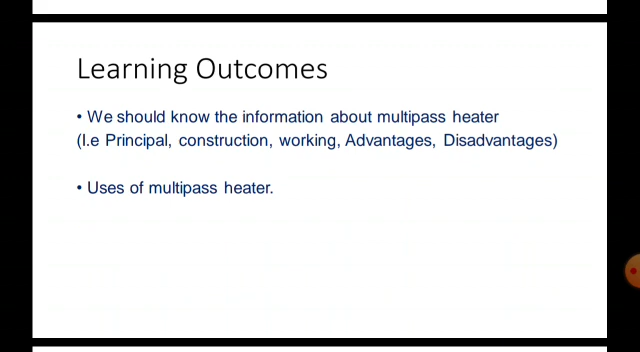 Learning Outcomes
• We should know the information about multipass heater
(I.e Principal, construction, working, Advantages, Disadvantages)
• Uses of multipass heater.